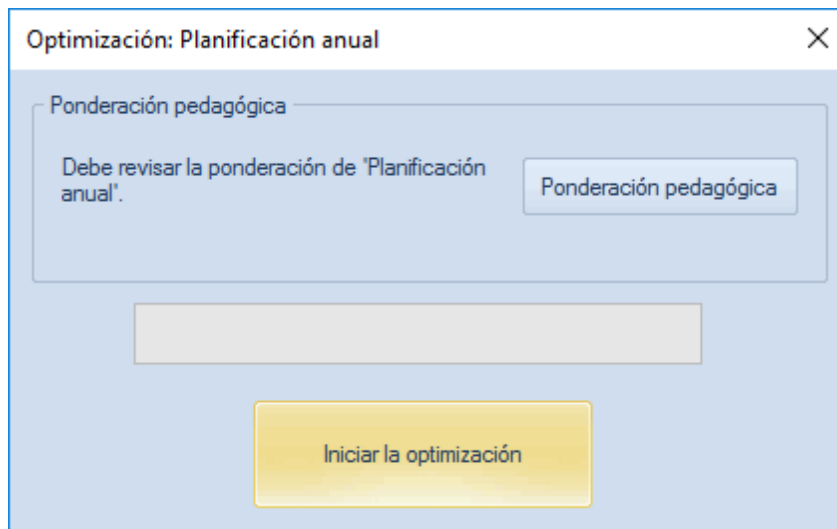 Optimización: Planificación anual
Ponderación pedagógica
Debe revisar la ponderación de "Planificación
anual".
Ponderación pedagógica
Iniciar la optimización